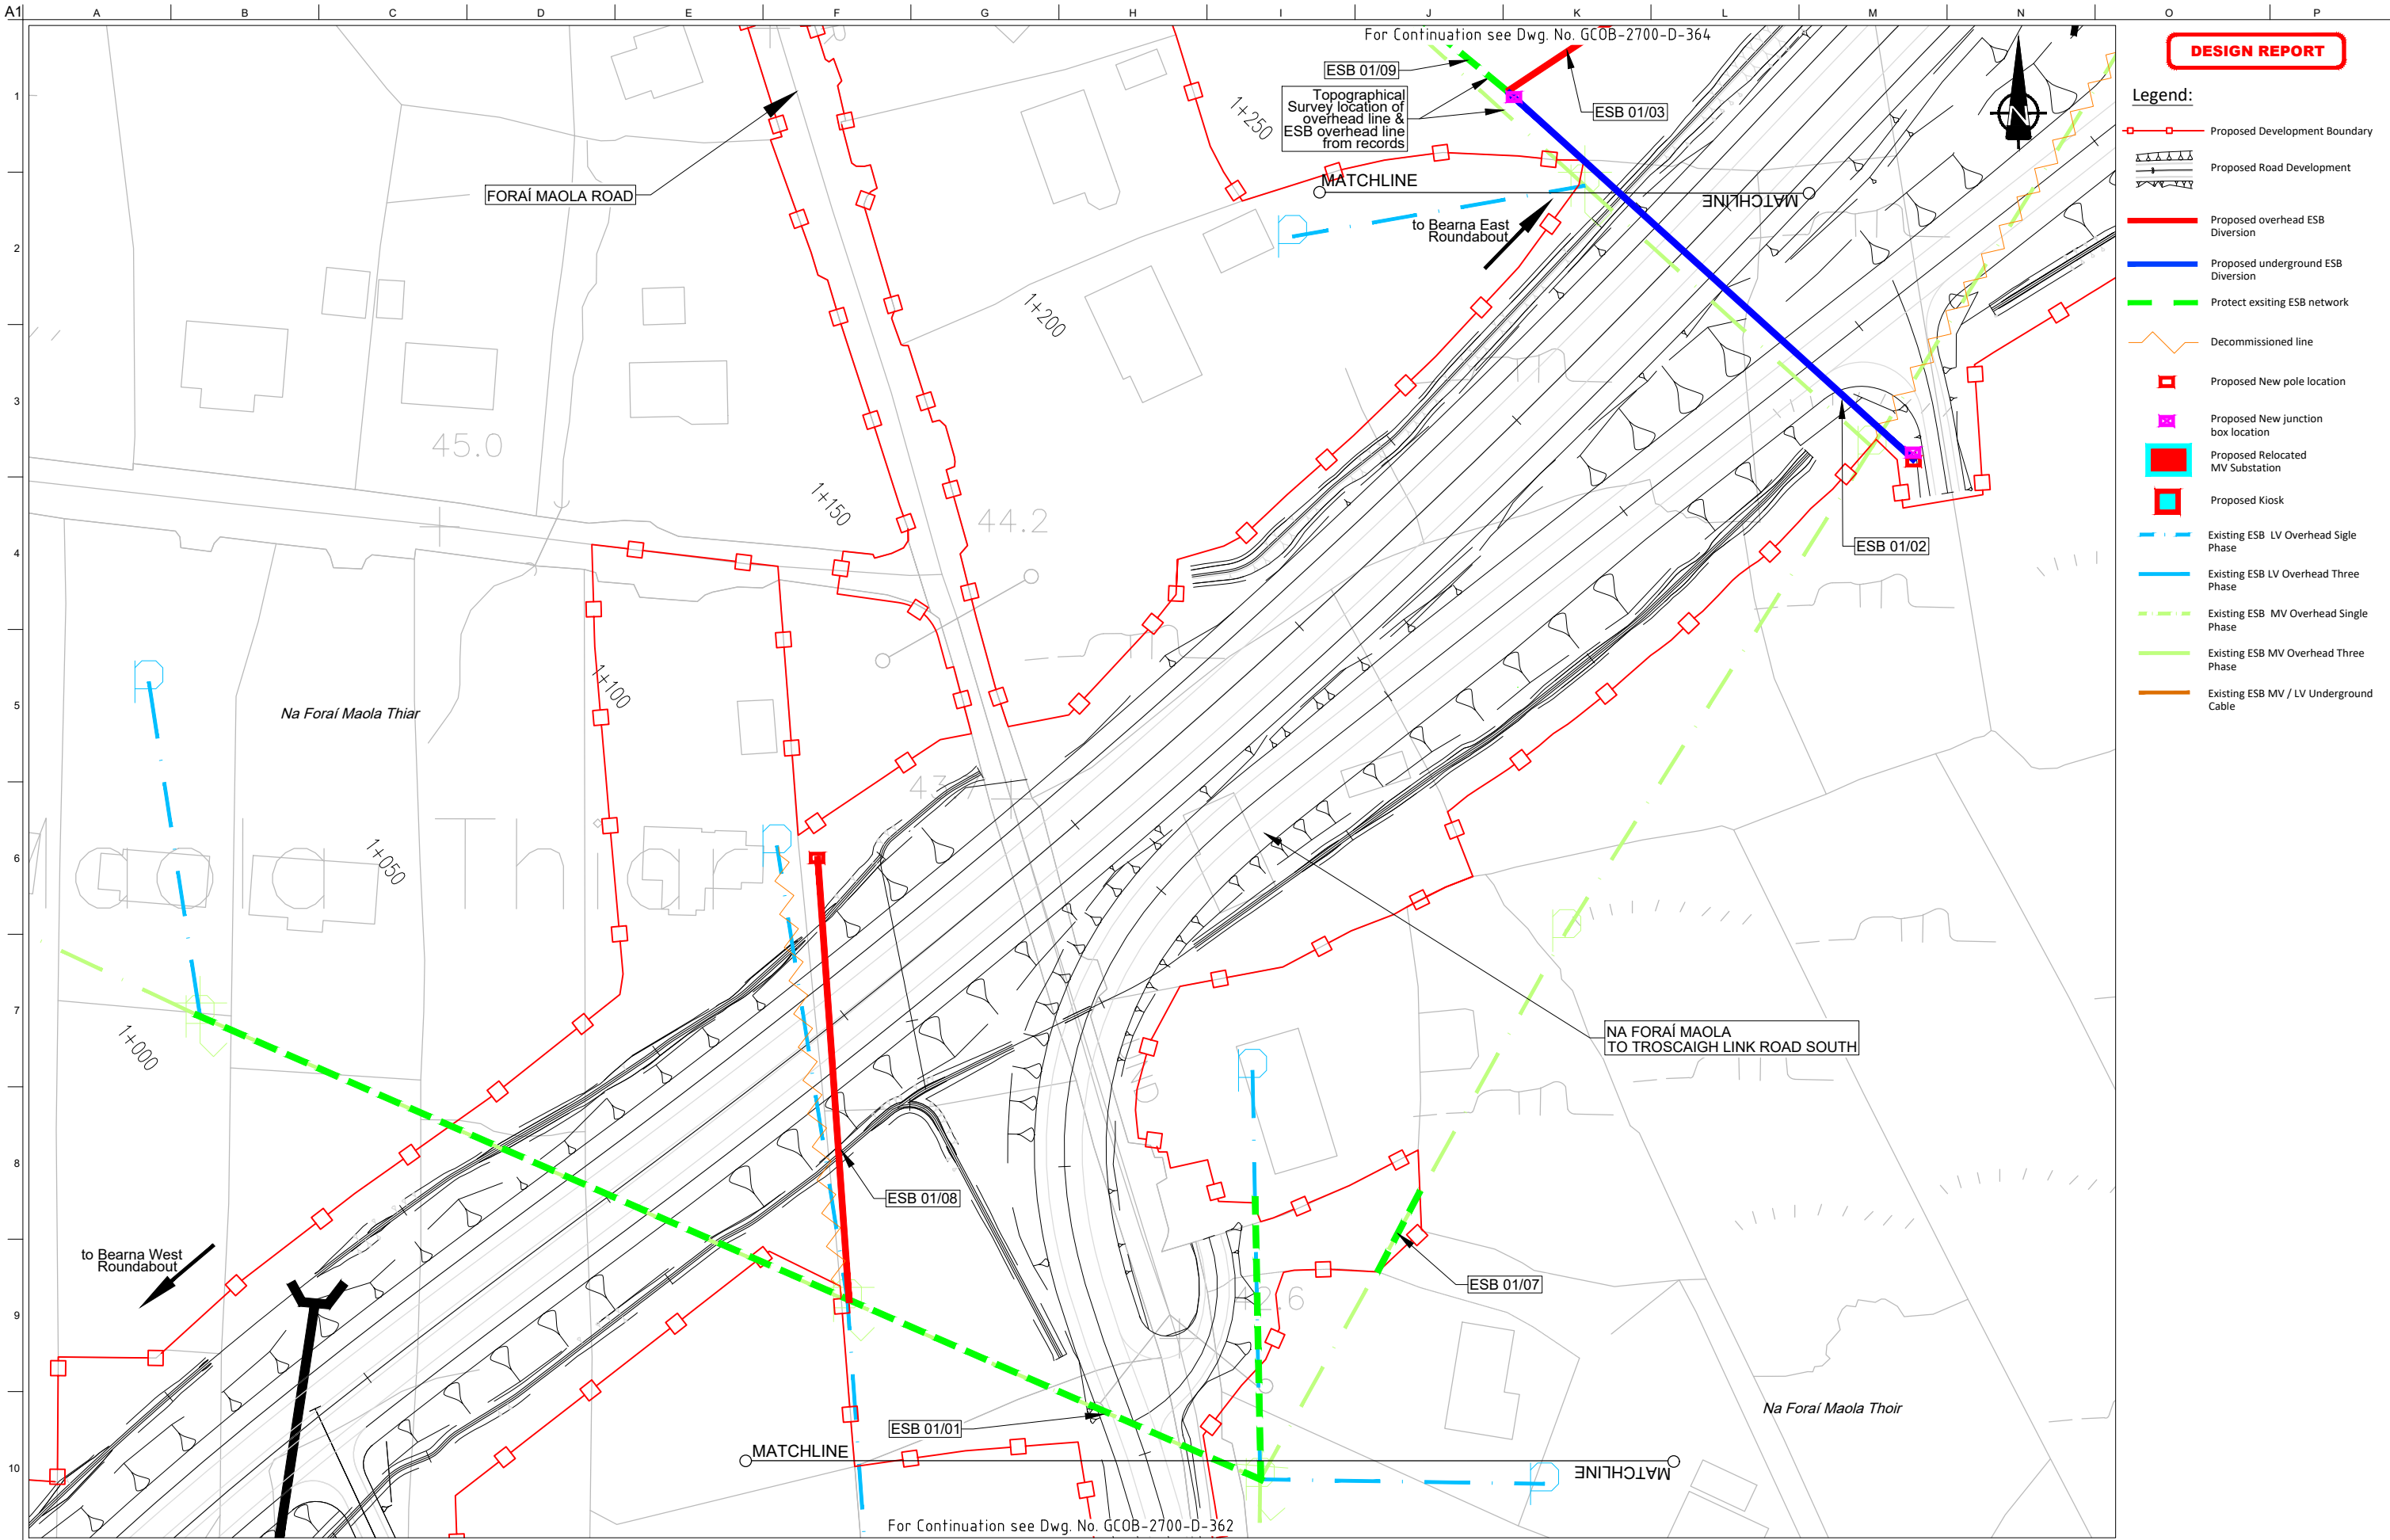 A1
A B C D E F G H I J K L M N O P
1
2
3
4
5
6
7
8
9
10
For Continuation see Dwg. No. GCOB-2700-D-364
ESB 01/09
Topographical
Survey location of
overhead line &
ESB overhead line
from records
ESB 01/03
1+250
FORAÍ MAOLA ROAD
MATCHLINE
MATCHLINE
to Bearna East
Roundabout
N
1+200
45.0
1+150
44.2
ESB 01/02
1+100
Na Foraí Maola Thiar
1+050
Thiar
NA FORAÍ MAOLA
TO TROSCAIGH LINK ROAD SOUTH
1+000
ESB 01/08
to Bearna West
Roundabout
ESB 01/07
42.6
Na Foraí Maola Thoir
ESB 01/01
MATCHLINE
MATCHLINE
For Continuation see Dwg. No. GCOB-2700-D-362
DESIGN REPORT
Legend:
Proposed Development Boundary
Proposed Road Development
Proposed overhead ESB
Diversion
Proposed underground ESB
Diversion
Protect exsiting ESB network
Decommissioned line
Proposed New pole location
Proposed New junction
box location
Proposed Relocated
MV Substation
Proposed Kiosk
Existing ESB LV Overhead Sigle
Phase
Existing ESB LV Overhead Three
Phase
Existing ESB MV Overhead Single
Phase
Existing ESB MV Overhead Three
Phase
Existing ESB MV / LV Underground
Cable